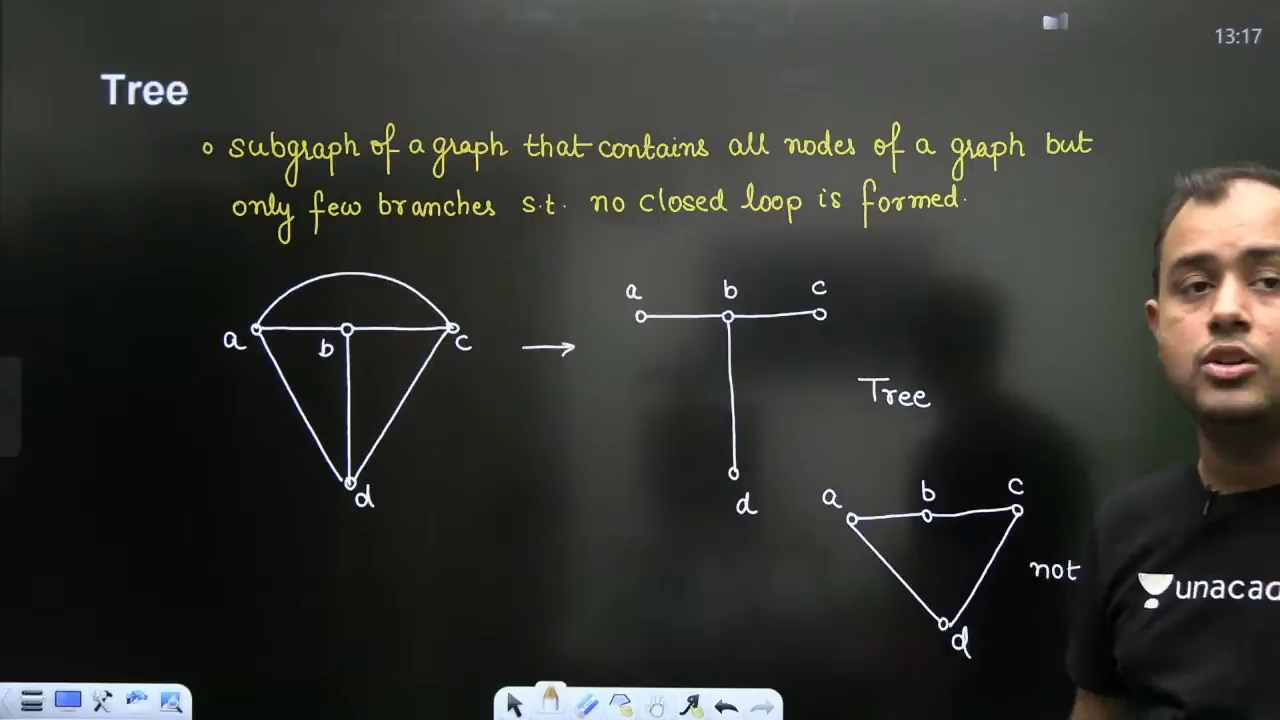 13:17
Tree
subgraph of a graph that contains all nodes of a graph but
only few branches s.t. no closed loop is formed.
a b c
d
a b c
d
Tree
a b c
d
not
unacad